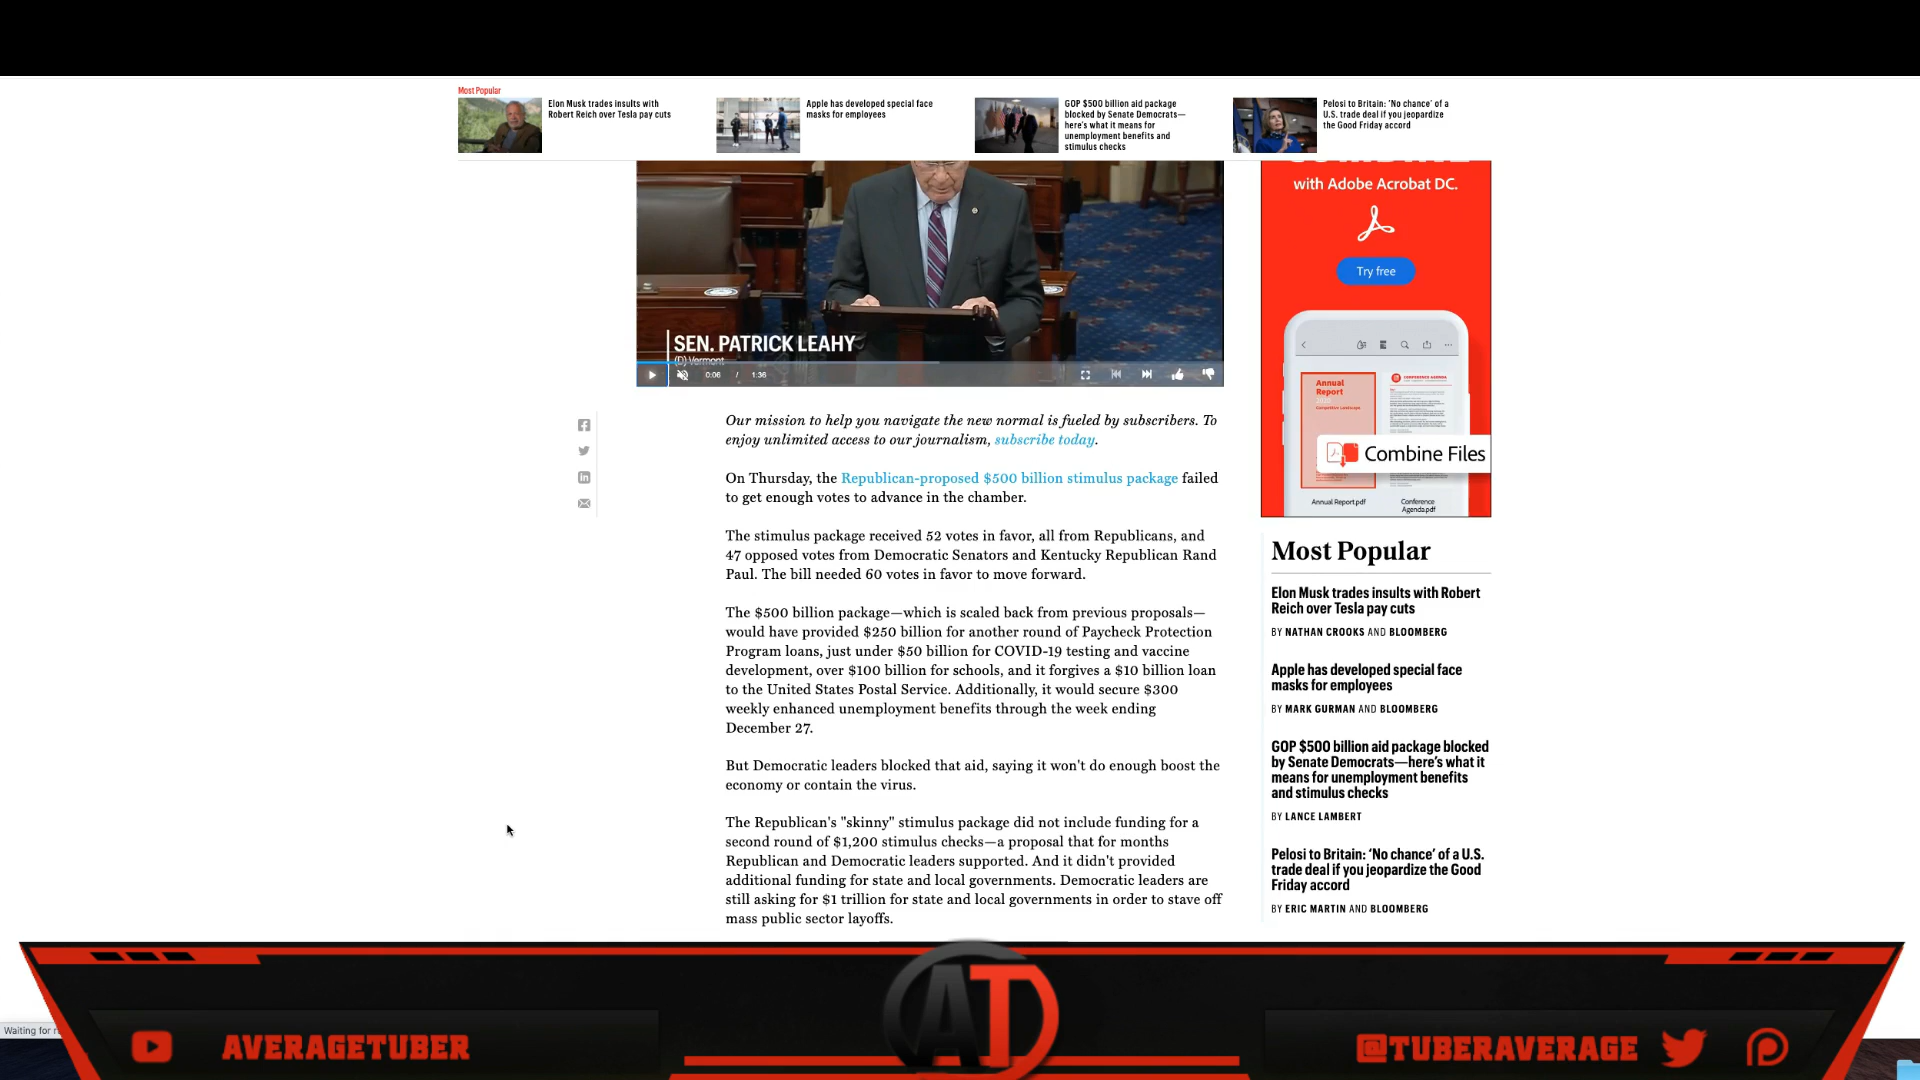 Most Popular
Elon Musk trades insults with
Robert Reich over Tesla pay cuts
Apple has developed special face
masks for employees
GOP $500 billion aid package
blocked by Senate Democrats—
here's what it means for
unemployment benefits and
stimulus checks
Pelosi to Britain: 'No chance' of a
U.S. trade deal if you jeopardize
the Good Friday accord
SEN. PATRICK LEAHY
(D) Vermont
0:06 / 1:36
with Adobe Acrobat DC.
Try free
Annual
Report
Combine Files
Annual Report.pdf
Conference
Agenda.pdf
Our mission to help you navigate the new normal is fueled by subscribers. To
enjoy unlimited access to our journalism, subscribe today.
On Thursday, the Republican-proposed $500 billion stimulus package failed
to get enough votes to advance in the chamber.
The stimulus package received 52 votes in favor, all from Republicans, and
47 opposed votes from Democratic Senators and Kentucky Republican Rand
Paul. The bill needed 60 votes in favor to move forward.
The $500 billion package—which is scaled back from previous proposals—
would have provided $250 billion for another round of Paycheck Protection
Program loans, just under $50 billion for COVID-19 testing and vaccine
development, over $100 billion for schools, and it forgives a $10 billion loan
to the United States Postal Service. Additionally, it would secure $300
weekly enhanced unemployment benefits through the week ending
December 27.
But Democratic leaders blocked that aid, saying it won't do enough boost the
economy or contain the virus.
The Republican's "skinny" stimulus package did not include funding for a
second round of $1,200 stimulus checks—a proposal that for months
Republican and Democratic leaders supported. And it didn't provided
additional funding for state and local governments. Democratic leaders are
still asking for $1 trillion for state and local governments in order to stave off
mass public sector layoffs.
Most Popular
Elon Musk trades insults with Robert
Reich over Tesla pay cuts
BY NATHAN CROOKS AND BLOOMBERG
Apple has developed special face
masks for employees
BY MARK GURMAN AND BLOOMBERG
GOP $500 billion aid package blocked
by Senate Democrats—here's what it
means for unemployment benefits
and stimulus checks
BY LANCE LAMBERT
Pelosi to Britain: 'No chance' of a U.S.
trade deal if you jeopardize the Good
Friday accord
BY ERIC MARTIN AND BLOOMBERG
Waiting for
AT
AVERAGETUBER
@TUBERAVERAGE